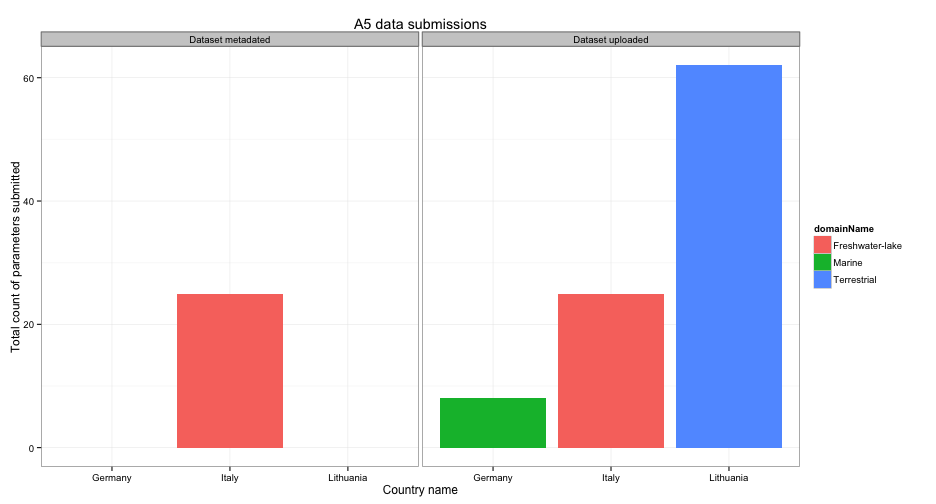 A5 data submissions
Dataset metadated
Dataset uploaded
Total count of parameters submitted
60
40
20
0
Germany
Italy
Lithuania
Germany
Italy
Lithuania
Country name
domainName
Freshwater-lake
Marine
Terrestrial